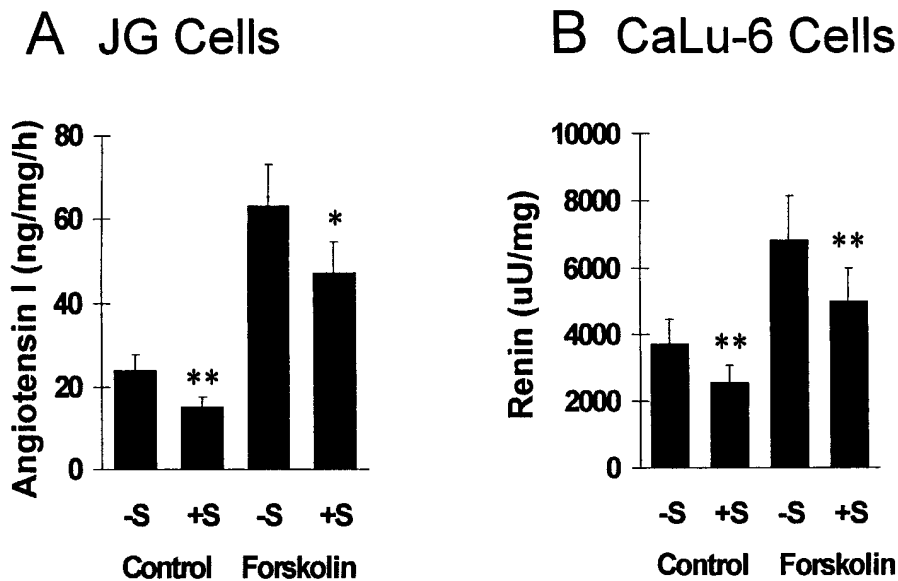 A JG Cells
Angiotensin I (ng/mg/h)
80
60
40
20
0
**
*
-S +S -S +S
Control Forskolin
B CaLu-6 Cells
Renin (uU/mg)
10000
8000
6000
4000
2000
0
**
**
-S +S -S +S
Control Forskolin